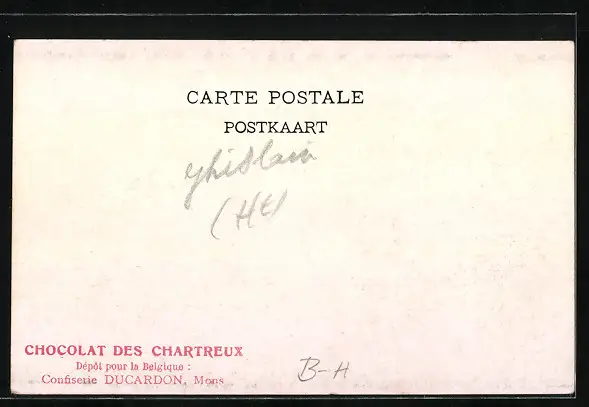 CARTE POSTALE
POSTKAART
Ghislain
(Ht)
CHOCOLAT DES CHARTREUX
Dépôt pour la Belgique :
Confiserie DUCARDON, Mons
B-H